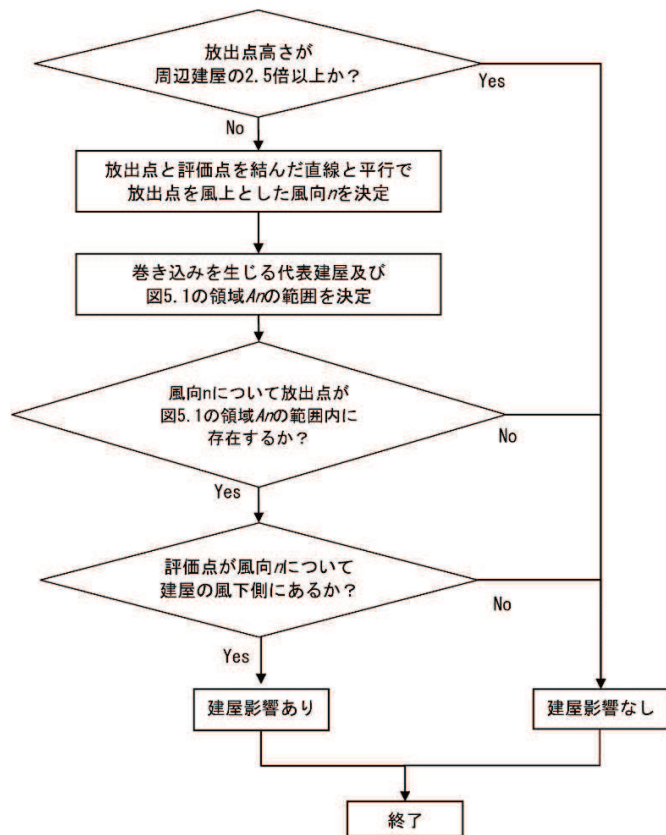 放出点高さが
周辺建屋の2.5倍以上か？
Yes
No
放出点と評価点を結んだ直線と平行で
放出点を風上とした風向nを決定
巻き込みを生じる代表建屋及び
図5.1の領域Anの範囲を決定
風向nについて放出点が
図5.1の領域Anの範囲内に
存在するか？
No
Yes
評価点が風向nについて
建屋の風下側にあるか？
No
Yes
建屋影響あり
建屋影響なし
終了